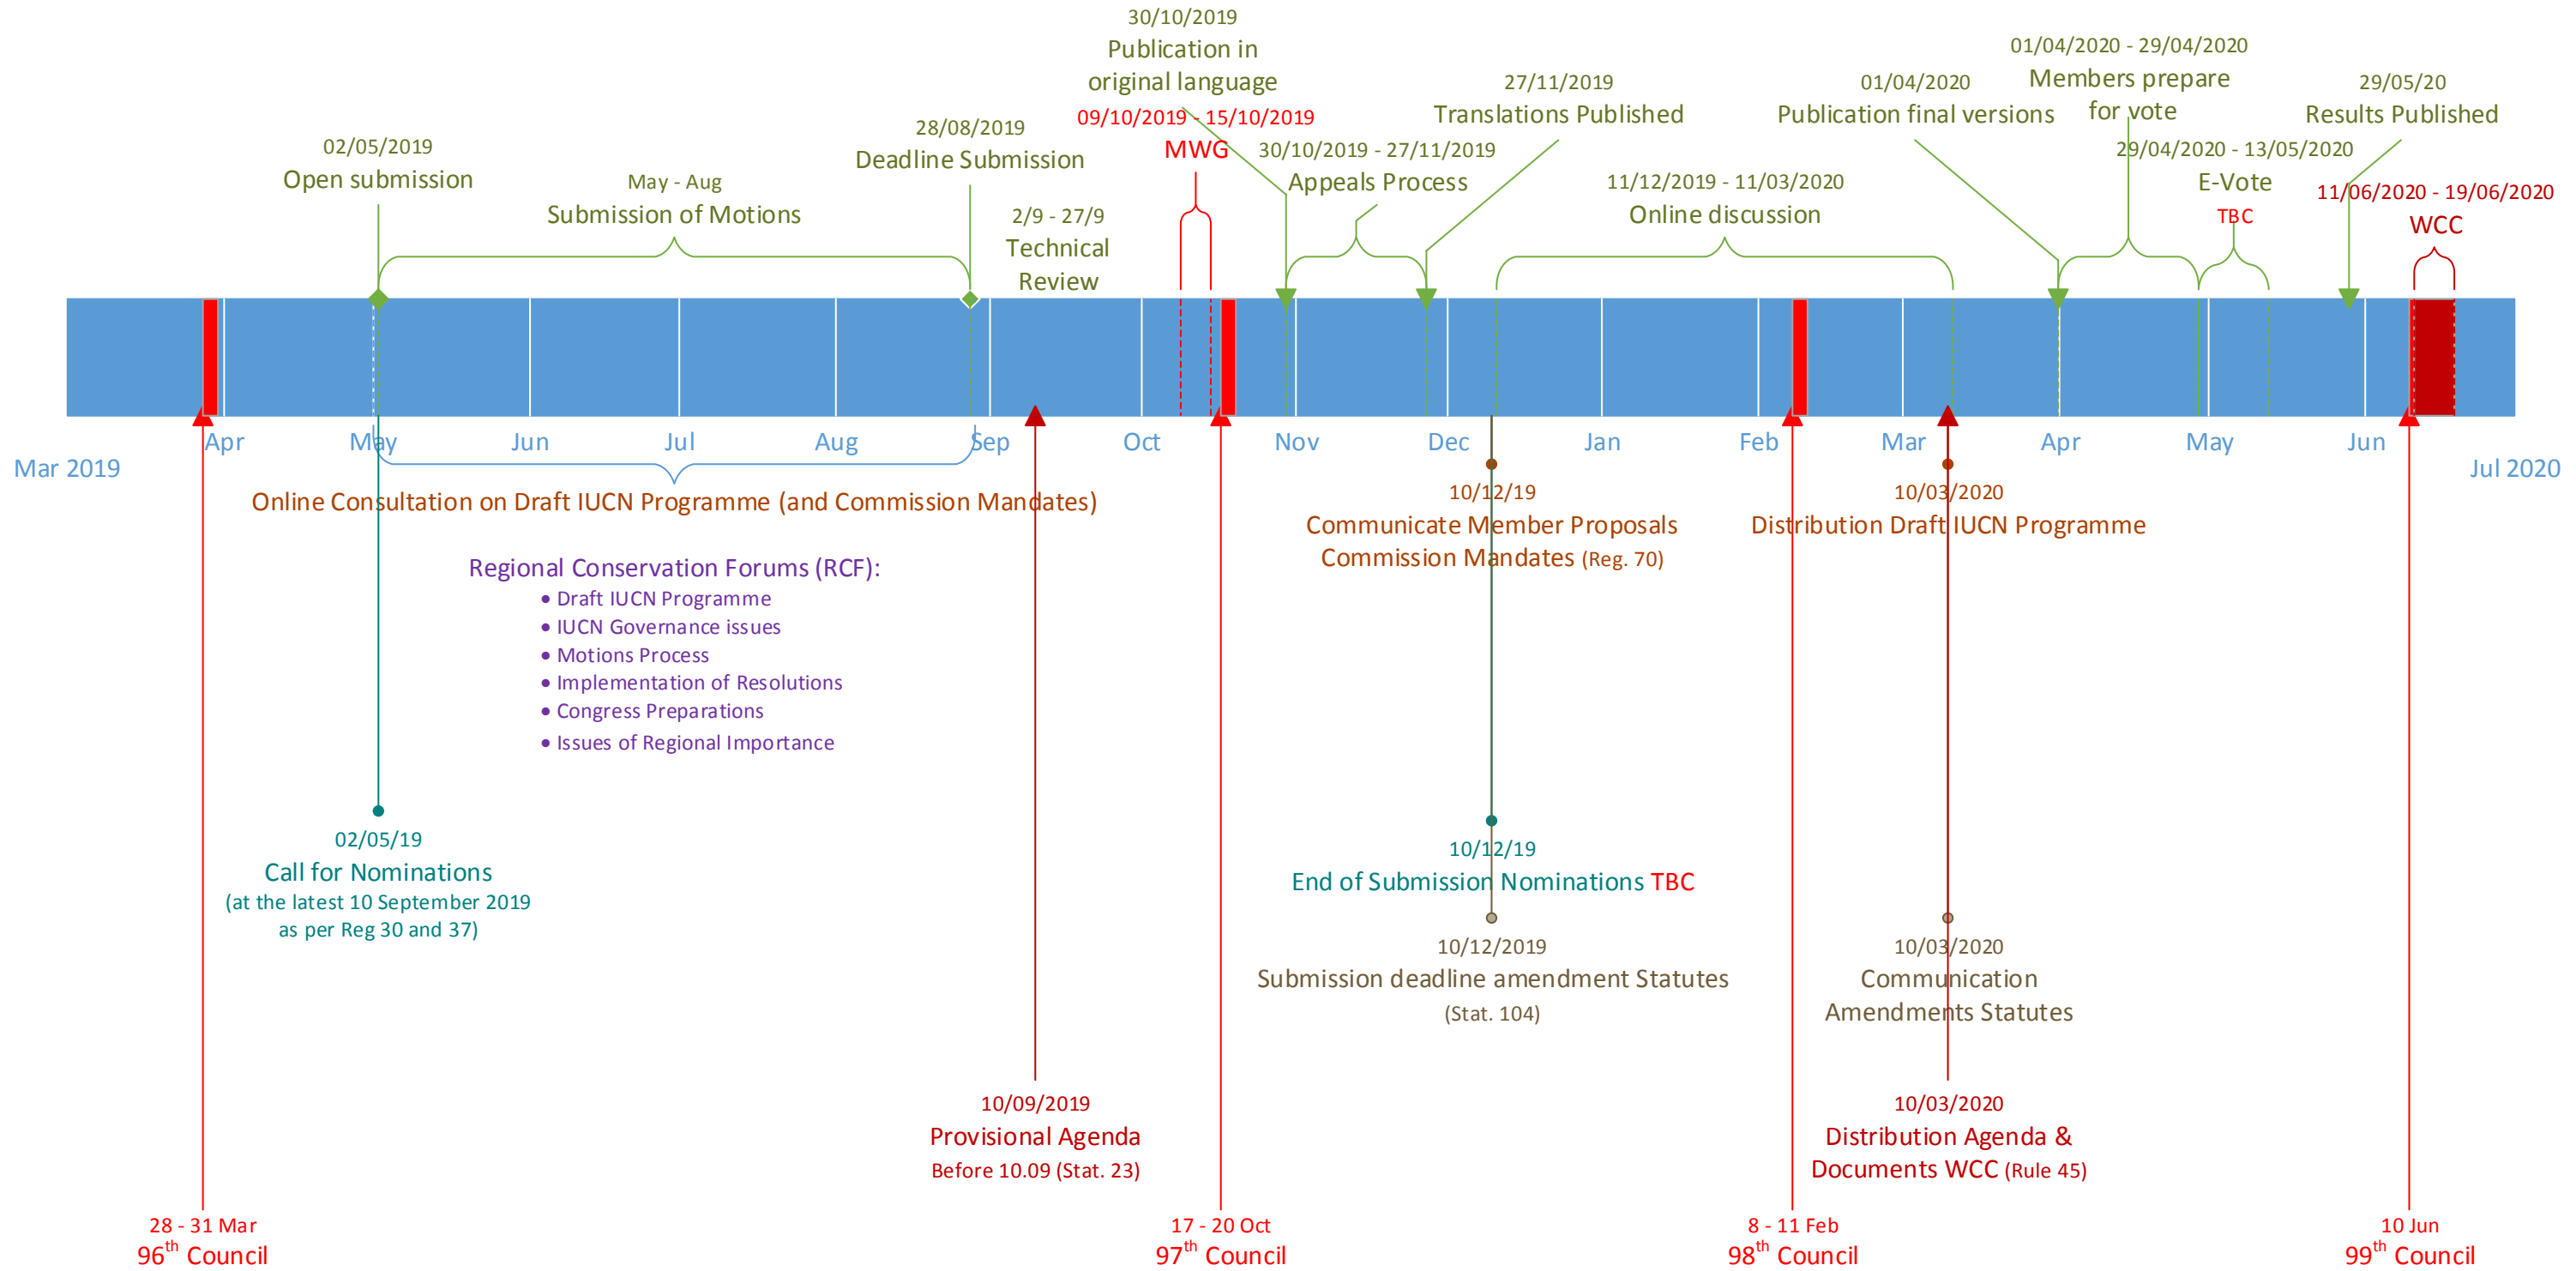 30/10/2019
Publication in
original language
09/10/2019 - 15/10/2019
MWG
02/05/2019
Open submission
May - Aug
Submission of Motions
28/08/2019
Deadline Submission
2/9 - 27/9
Technical
Review
30/10/2019 - 27/11/2019
Appeals Process
27/11/2019
Translations Published
11/12/2019 - 11/03/2020
Online discussion
01/04/2020
Publication final versions
01/04/2020 - 29/04/2020
Members prepare
for vote
29/04/2020 - 13/05/2020
E-Vote
TBC
29/05/20
Results Published
11/06/2020 - 19/06/2020
WCC
Mar 2019
Apr
May
Jun
Jul
Aug
Sep
Oct
Nov
Dec
Jan
Feb
Mar
Apr
May
Jun
Jul 2020
Online Consultation on Draft IUCN Programme (and Commission Mandates)
10/12/19
Communicate Member Proposals
Commission Mandates (Reg. 70)
10/03/2020
Distribution Draft IUCN Programme
Regional Conservation Forums (RCF):
• Draft IUCN Programme
• IUCN Governance issues
• Motions Process
• Implementation of Resolutions
• Congress Preparations
• Issues of Regional Importance
02/05/19
Call for Nominations
(at the latest 10 September 2019
as per Reg 30 and 37)
10/12/19
End of Submission Nominations TBC
10/12/2019
Submission deadline amendment Statutes
(Stat. 104)
10/03/2020
Communication
Amendments Statutes
10/09/2019
Provisional Agenda
Before 10.09 (Stat. 23)
10/03/2020
Distribution Agenda &
Documents WCC (Rule 45)
28 - 31 Mar
96th Council
17 - 20 Oct
97th Council
8 - 11 Feb
98th Council
10 Jun
99th Council